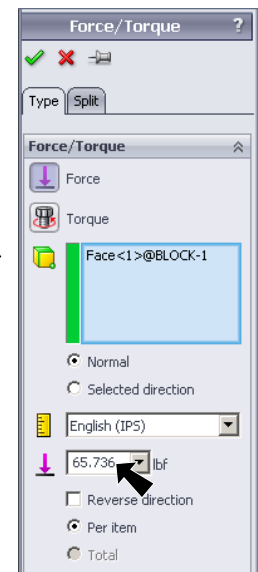 Force/Torque ?
Type Split
Force/Torque
Force
Torque
Face<1>@BLOCK-1
Normal
Selected direction
English (IPS)
65.736 lbf
Reverse direction
Per item
Total